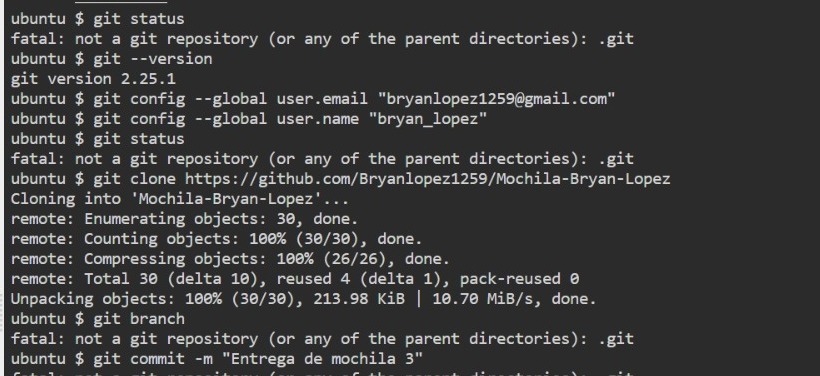 ubuntu $ git status
fatal: not a git repository (or any of the parent directories): .git
ubuntu $ git --version
git version 2.25.1
ubuntu $ git config --global user.email "bryanlopez1259@gmail.com"
ubuntu $ git config --global user.name "bryan_lopez"
ubuntu $ git status
fatal: not a git repository (or any of the parent directories): .git
ubuntu $ git clone https://github.com/Bryanlopez1259/Mochila-Bryan-Lopez
Cloning into 'Mochila-Bryan-Lopez'...
remote: Enumerating objects: 30, done.
remote: Counting objects: 100% (30/30), done.
remote: Compressing objects: 100% (26/26), done.
remote: Total 30 (delta 10), reused 4 (delta 1), pack-reused 0
Unpacking objects: 100% (30/30), 213.98 KiB | 10.70 MiB/s, done.
ubuntu $ git branch
fatal: not a git repository (or any of the parent directories): .git
ubuntu $ git commit -m "Entrega de mochila 3"